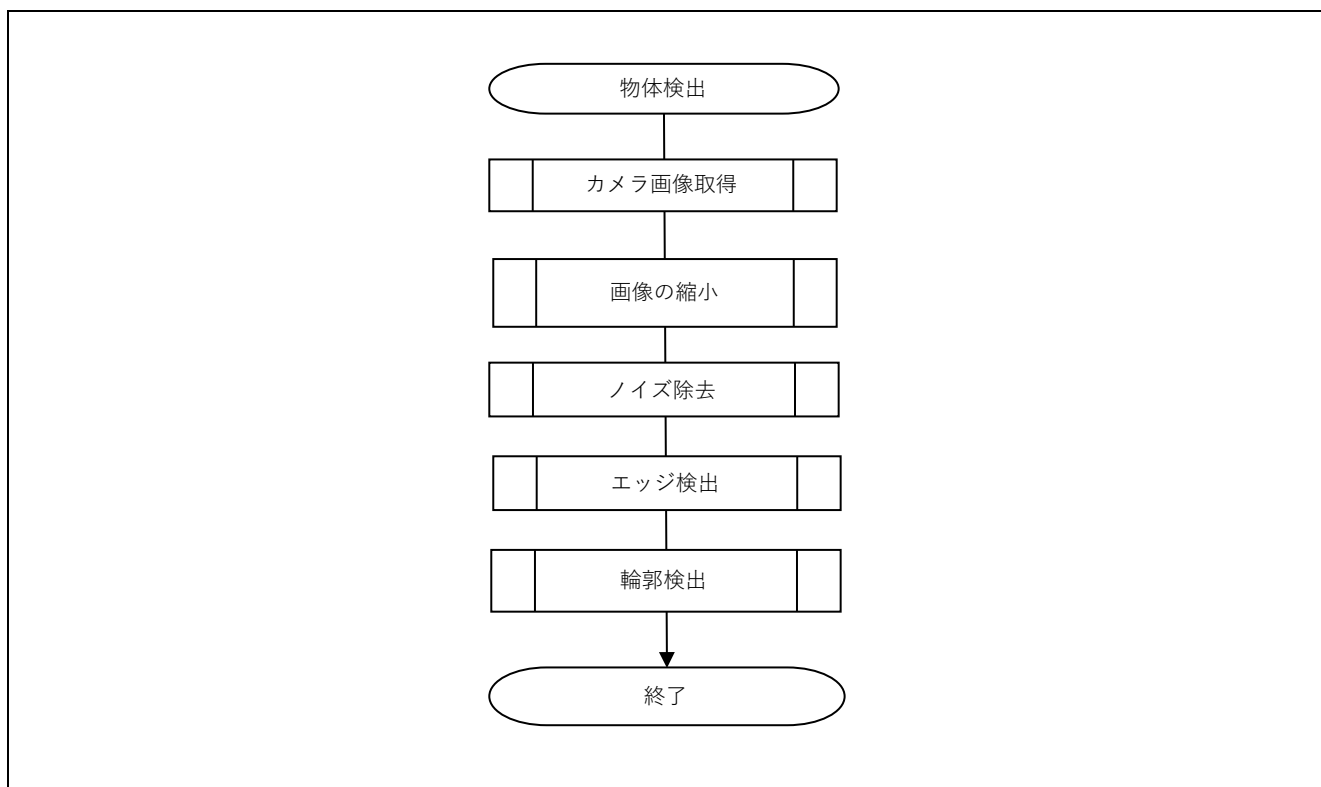 物体検出
カメラ画像取得
画像の縮小
ノイズ除去
エッジ検出
輪郭検出
終了